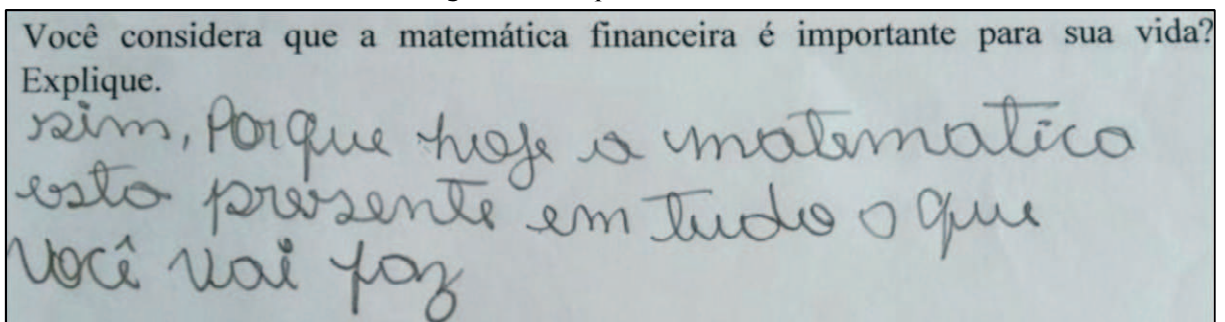 Você considera que a matemática financeira é importante para sua vida?
Explique.
sim, Porque hoje a matematica
esta presente em tudo o que
Você vai faz